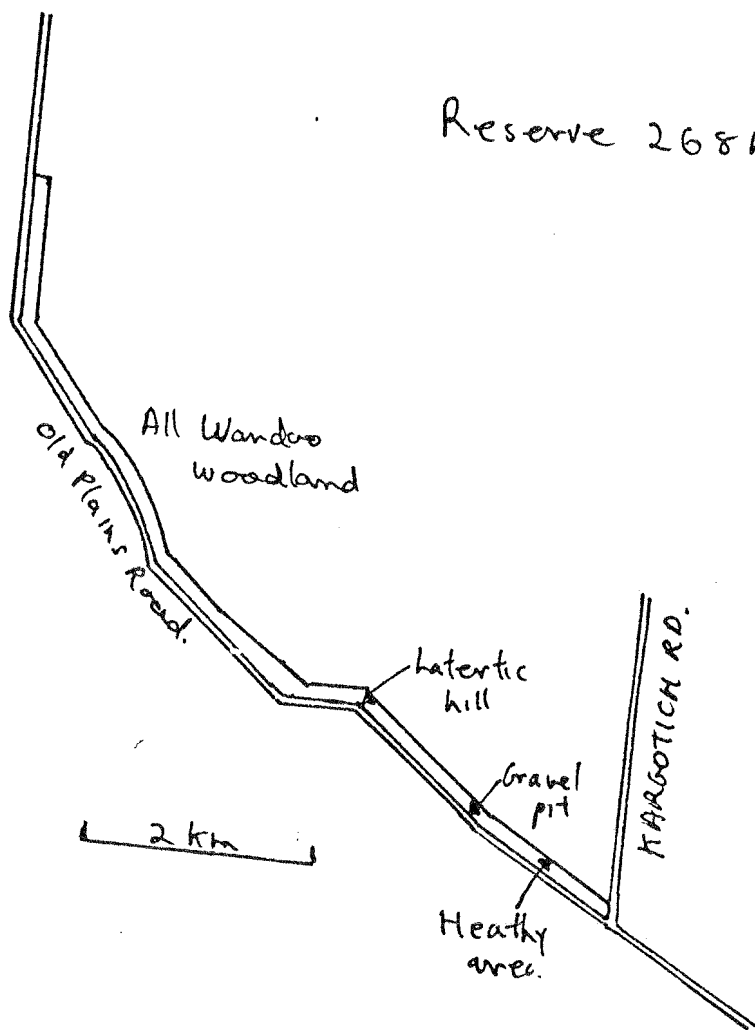 Reserve 268
All Wandoo
woodland
Old Plains Road.
Latertic
hill
Gravel
pit
KARGOTICH RD.
2 km
Heathy
area.